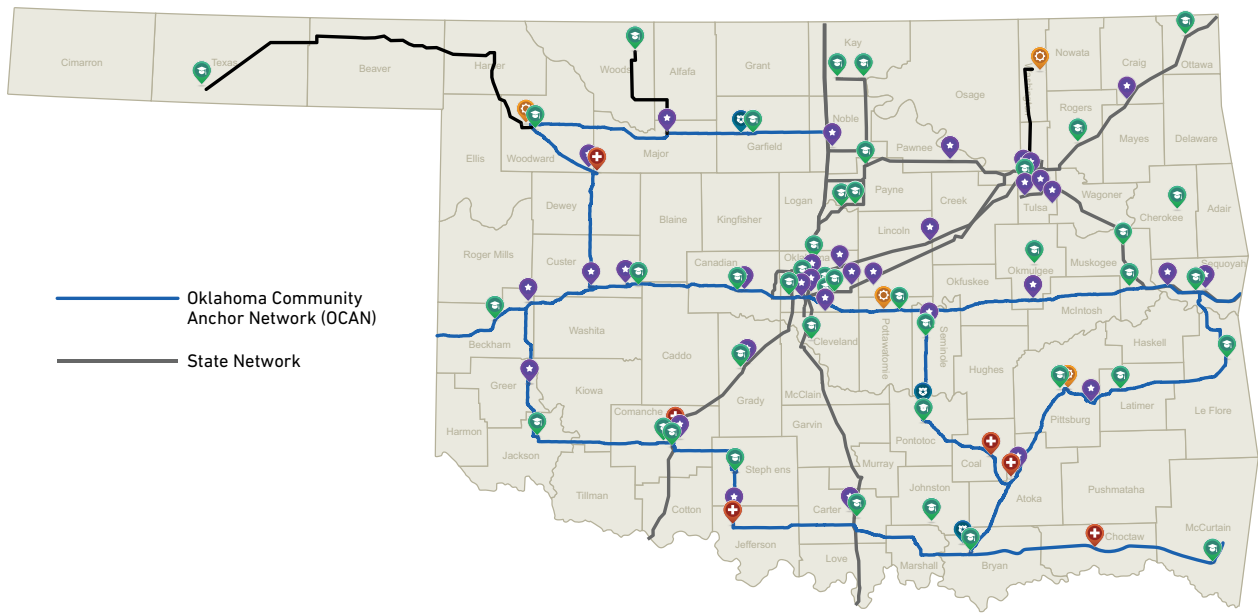 Cimarron
Texas
Beaver
Harper
Woods
Alfalfa
Grant
Kay
Osage
Nowata
Craig
Ottawa
Rogers
Mayes
Delaware
Ellis
Woodward
Major
Garfield
Noble
Pawnee
Dewey
Blaine
Kingfisher
Logan
Payne
Creek
Tulsa
Wagoner
Cherokee
Adair
Lincoln
Roger Mills
Custer
Canadian
Oklahoma
Okfuskee
Okmulgee
Muskogee
Sequoyah
McIntosh
Oklahoma Community
Anchor Network (OCAN)
State Network
Beckham
Washita
Caddo
Cleveland
Pottawatomie
Seminole
Hughes
Haskell
Greer
Kiowa
Comanche
Grady
McClain
Pittsburg
Latimer
Le Flore
Harmon
Jackson
Garvin
Pontotoc
Coal
Steph ens
Murray
Johnston
Atoka
Pushmataha
Tillman
Cotton
Carter
Jefferson
Love
Marshall
Bryan
Choctaw
McCurtain